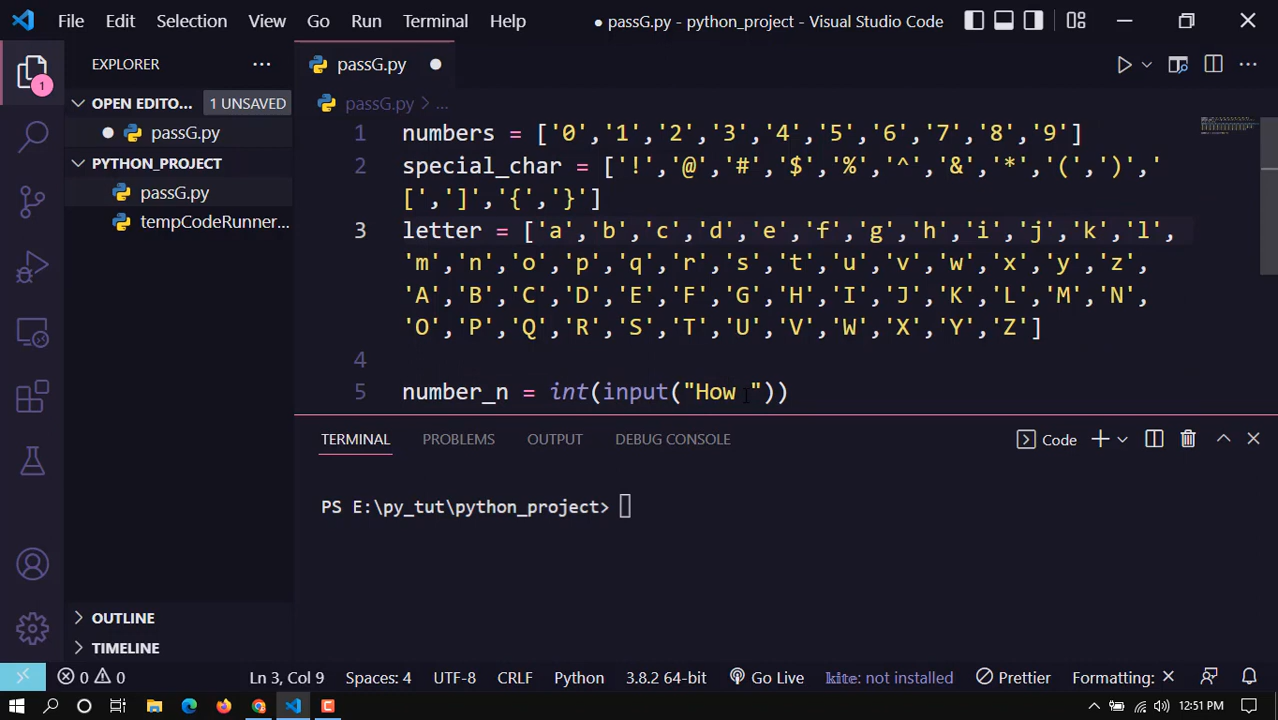 File Edit Selection View Go Run Terminal Help ● passG.py - python_project - Visual Studio Code
EXPLORER ···
passG.py ●
OPEN EDITO... 1 UNSAVED
passG.py > ...
● passG.py
PYTHON_PROJECT
passG.py
tempCodeRunner...
1 numbers = ['0','1','2','3','4','5','6','7','8','9']
2 special_char = ['!','@','#','$','%','^','&','*','(',')','
[',']','{','}']
3 letter = ['a','b','c','d','e','f','g','h','i','j','k','l',
'm','n','o','p','q','r','s','t','u','v','w','x','y','z',
'A','B','C','D','E','F','G','H','I','J','K','L','M','N',
'O','P','Q','R','S','T','U','V','W','X','Y','Z']
4
5 number_n = int(input("How "))
1
TERMINAL PROBLEMS OUTPUT DEBUG CONSOLE Code
PS E:\py_tut\python_project>
OUTLINE
TIMELINE
0 0 Ln 3, Col 9 Spaces: 4 UTF-8 CRLF Python 3.8.2 64-bit Go Live kite: not installed Prettier Formatting: ×
12:51 PM